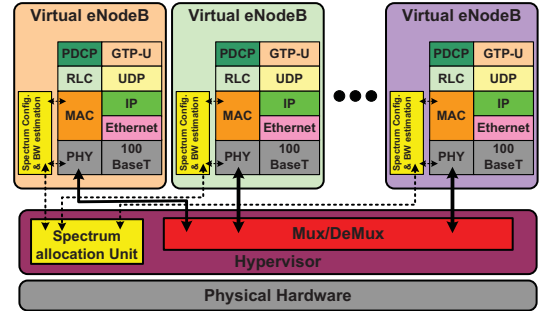 Virtual eNodeB
PDCP GTP-U
RLC UDP
MAC IP
Ethernet
PHY 100 BaseT
Spectrum Config.
& BW estimation
Virtual eNodeB
PDCP GTP-U
RLC UDP
MAC IP
Ethernet
PHY 100 BaseT
Spectrum Config.
& BW estimation
Virtual eNodeB
PDCP GTP-U
RLC UDP
MAC IP
Ethernet
PHY 100 BaseT
Spectrum Config.
& BW estimation
Spectrum
allocation Unit
Mux/DeMux
Hypervisor
Physical Hardware